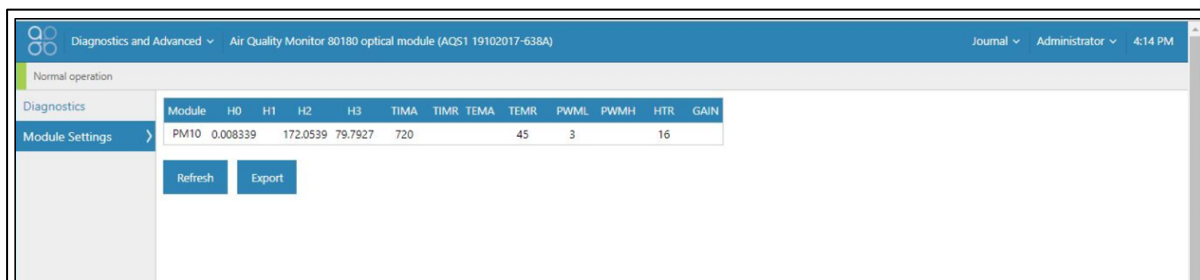 Diagnostics and Advanced Air Quality Monitor 80180 optical module (AQS1 19102017-638A) Journal Administrator 4:14 PM
Normal operation
Diagnostics
Module Settings
Module H0 H1 H2 H3 TIMA TIMR TEMA TEMR PWML PWMH HTR GAIN
PM10 0.008339 172.0539 79.7927 720 45 3 16
Refresh Export